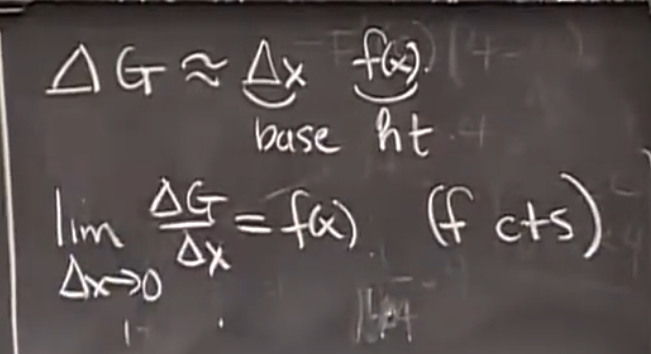 ΔG ≈ Δx f(x).
base ht
lim ΔG/Δx = f(x) (f cts)
Δx→0